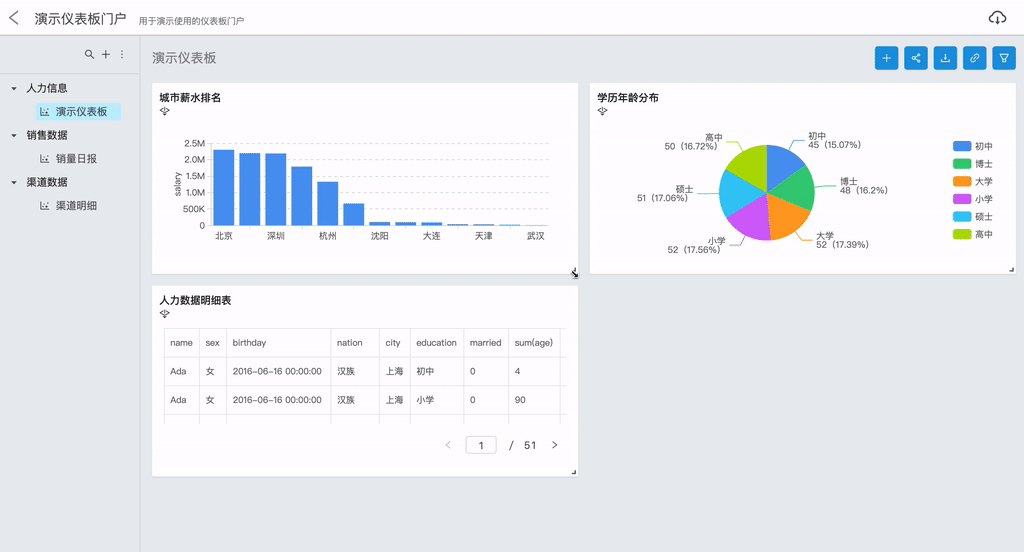 演示仪表板门户 用于演示使用的仪表板门户
人力信息
演示仪表板
销售数据
销量日报
渠道数据
渠道明细
演示仪表板
城市薪水排名
salary
2.5M
2.0M
1.5M
1.0M
500K
0
北京 深圳 杭州 沈阳 大连 天津 武汉
学历年龄分布
高中
50 (16.72%)
初中
45 (15.07%)
硕士
51 (17.06%)
博士
48 (16.2%)
小学
52 (17.56%)
大学
52 (17.39%)
初中
博士
大学
小学
硕士
高中
人力数据明细表
name sex birthday nation city education married sum(age)
Ada 女 2016-06-16 00:00:00 汉族 上海 初中 0 4
Ada 女 2016-06-16 00:00:00 汉族 上海 小学 0 90
< 1 / 51 >